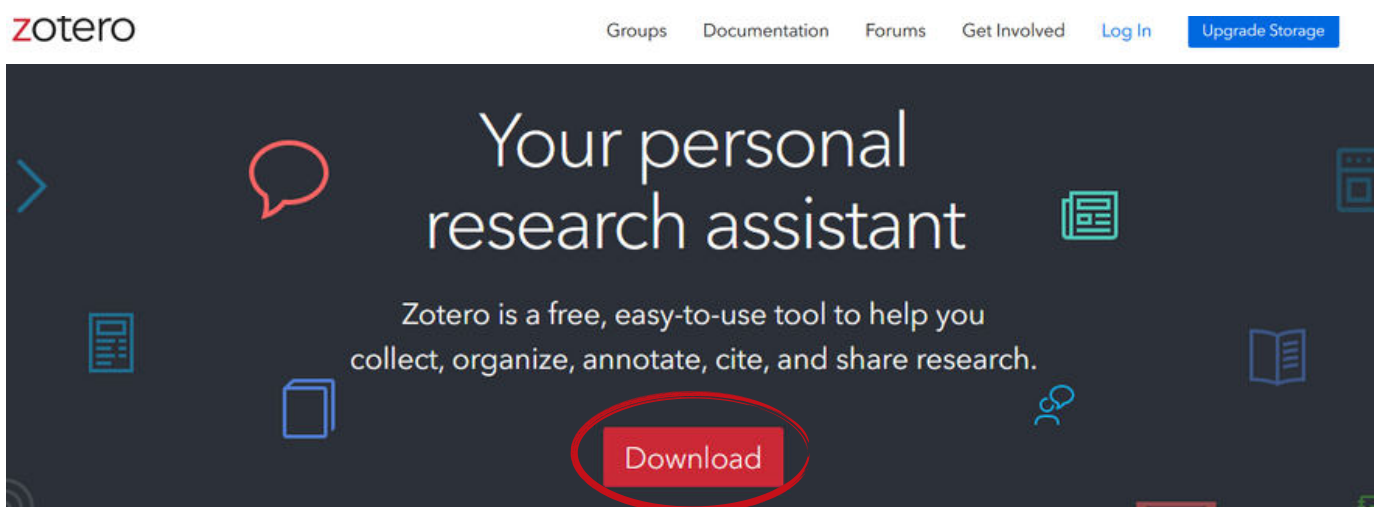 zotero
Groups Documentation Forums Get Involved Log In Upgrade Storage
Your personal
research assistant
Zotero is a free, easy-to-use tool to help you
collect, organize, annotate, cite, and share research.
Download